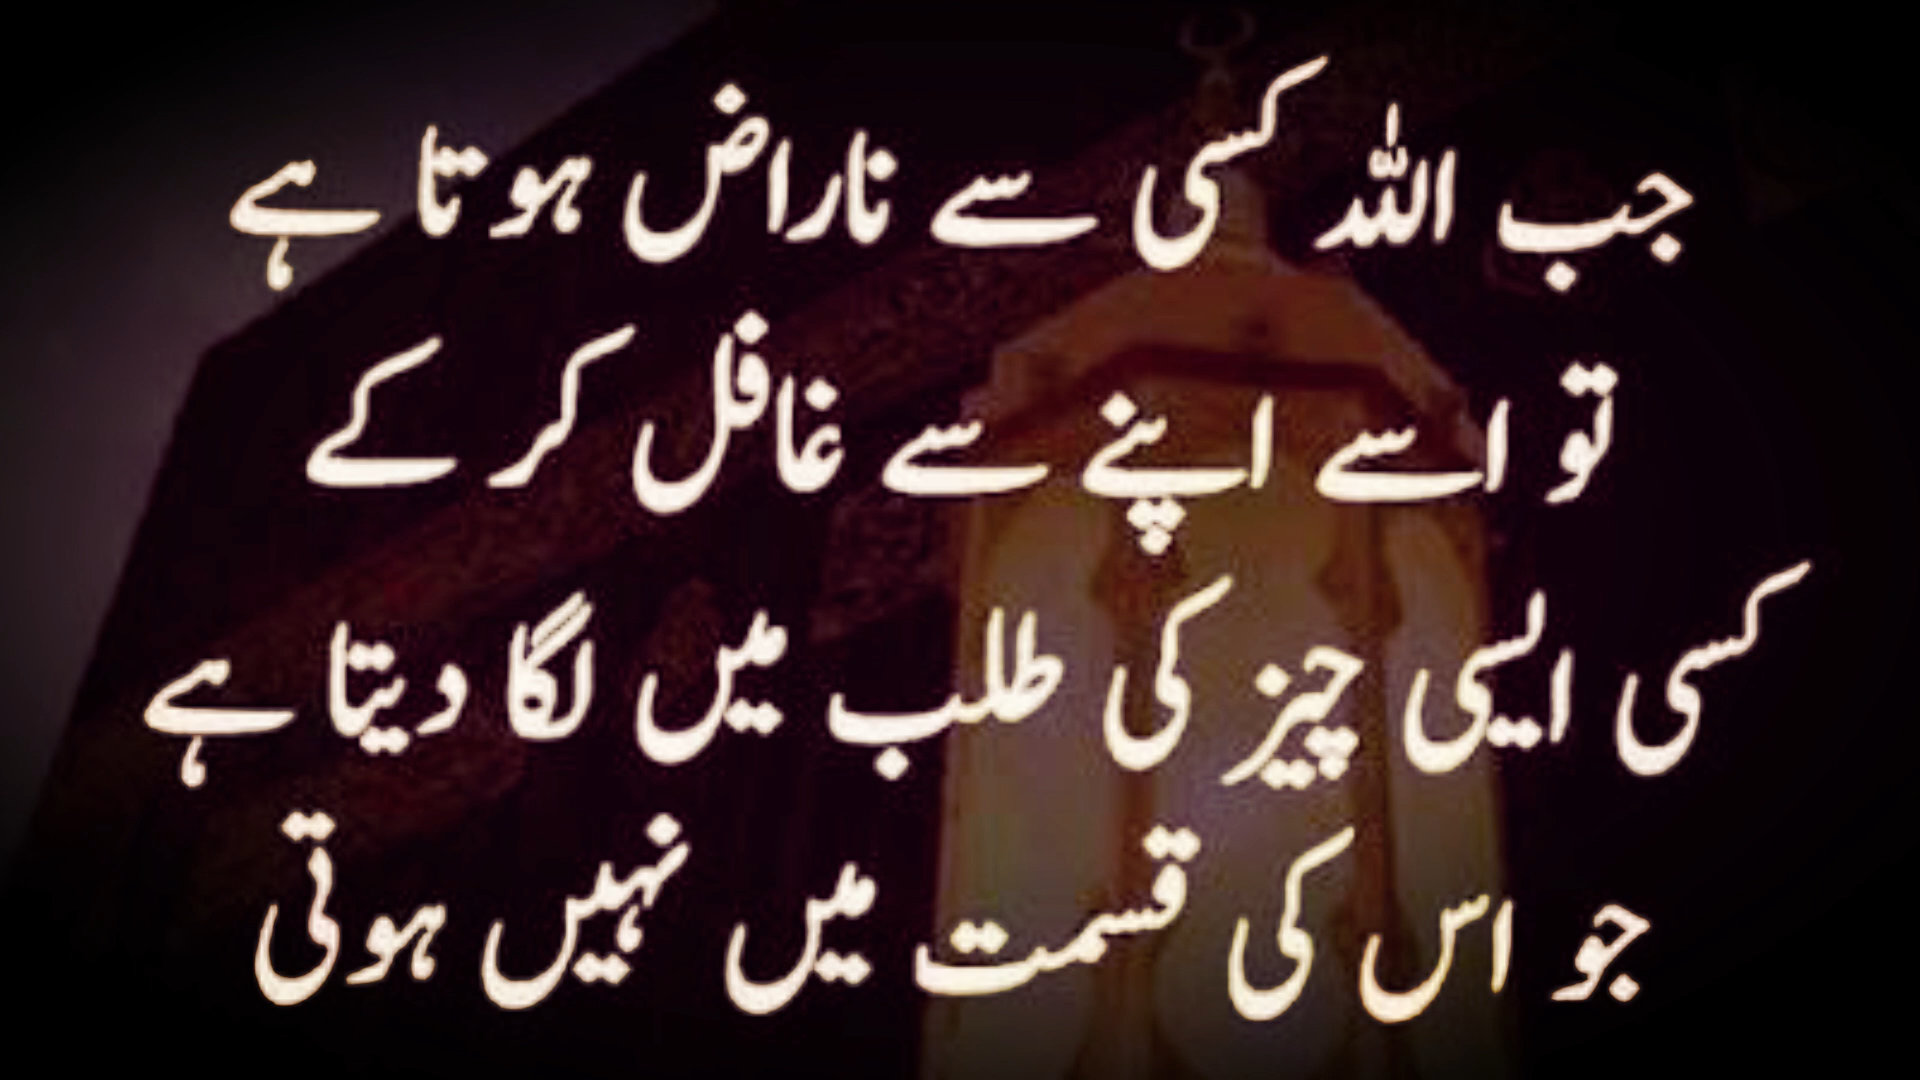 جب اللہ کسی سے ناراض ہوتا ہے
تو اسے اپنے سے غافل کر کے
کسی ایسی چیز کی طلب میں لگا دیتا ہے
جو اس کی قسمت میں نہیں ہوتی